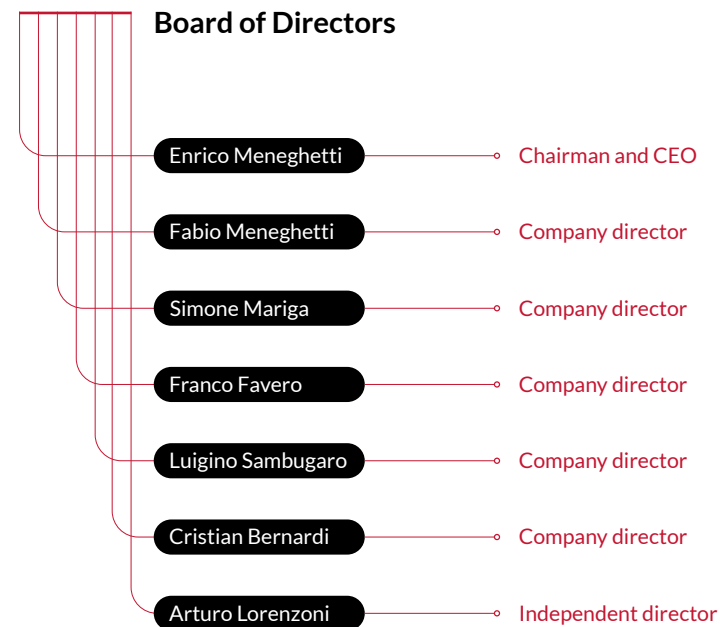 Board of Directors
Enrico Meneghetti Chairman and CEO
Fabio Meneghetti Company director
Simone Mariga Company director
Franco Favero Company director
Luigino Sambugaro Company director
Cristian Bernardi Company director
Arturo Lorenzoni Independent director